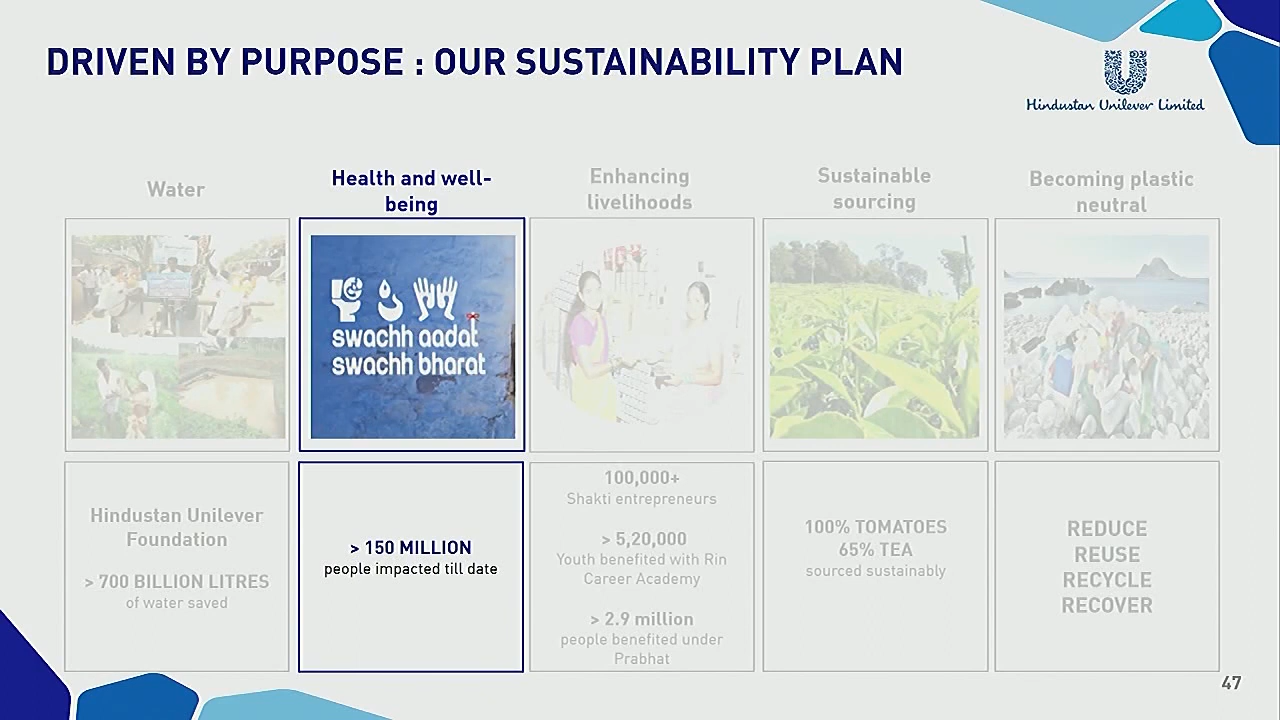 DRIVEN BY PURPOSE : OUR SUSTAINABILITY PLAN
Hindustan Unilever Limited
Water
Health and well-
being
Enhancing
livelihoods
Sustainable
sourcing
Becoming plastic
neutral
swachh aadat
swachh bharat
Hindustan Unilever
Foundation
> 700 BILLION LITRES
of water saved
> 150 MILLION
people impacted till date
100,000+
Shakti entrepreneurs
> 5,20,000
Youth benefited with Rin
Career Academy
> 2.9 million
people benefited under
Prabhat
100% TOMATOES
65% TEA
sourced sustainably
REDUCE
REUSE
RECYCLE
RECOVER
47